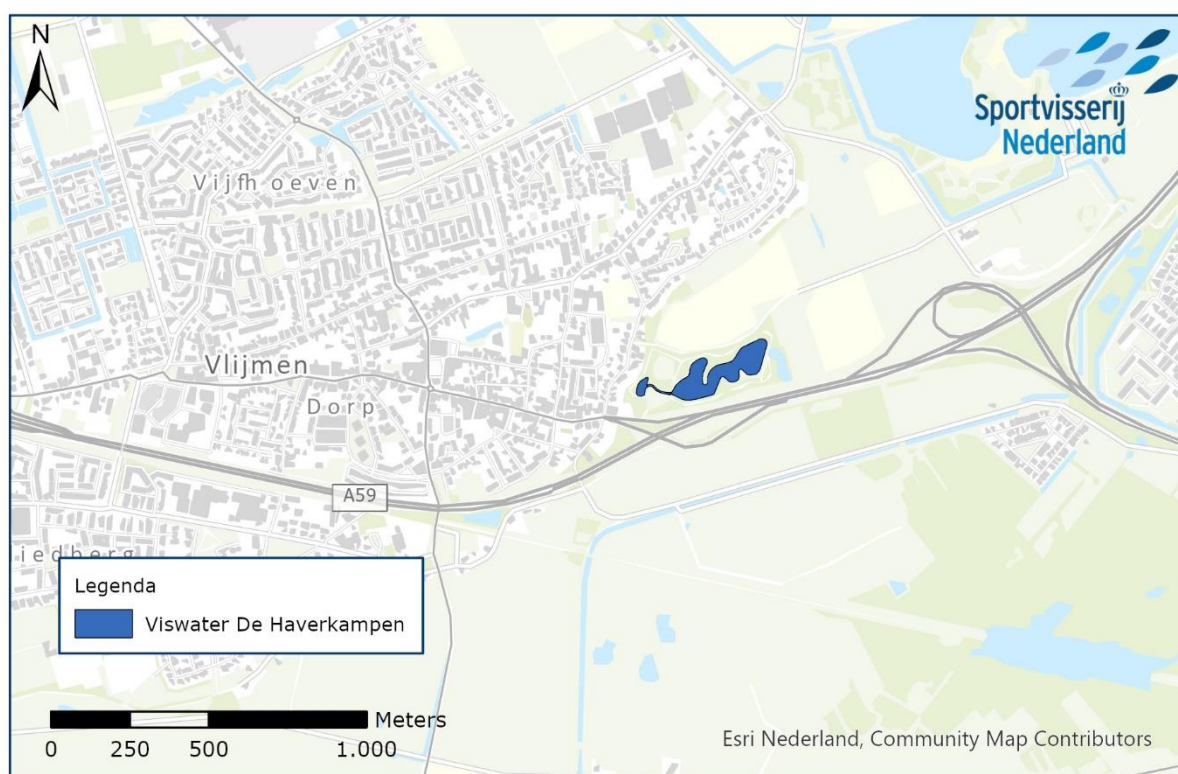 N
Sportvisserij
Nederland
Vijfhoeven
Vlijmen
Dorp
A59
iedberg
Legenda
Viswater De Haverkampen
Meters
0 250 500 1.000
Esri Nederland, Community Map Contributors